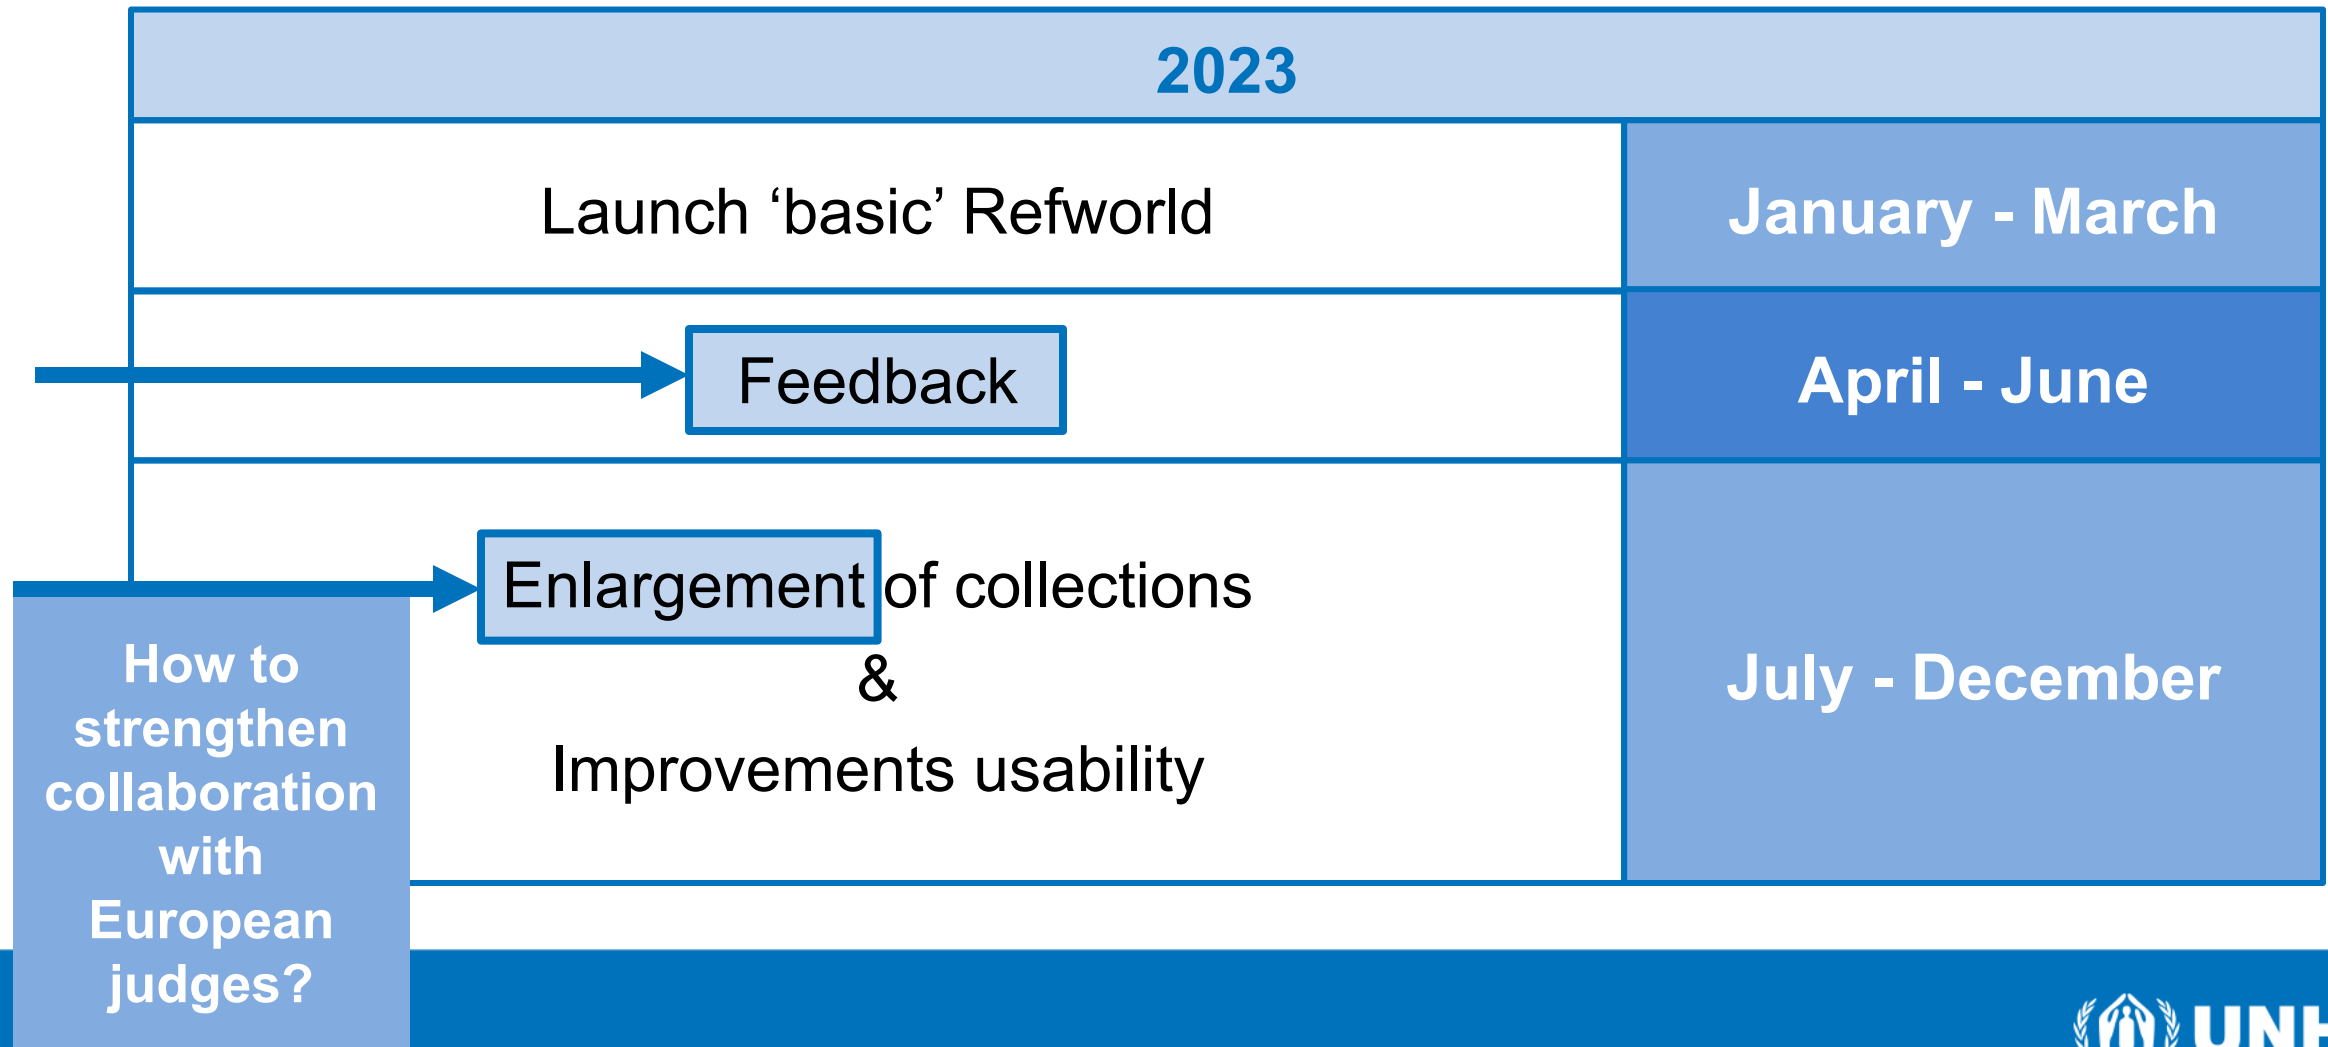 2023
Launch ‘basic’ Refworld
January - March
Feedback
April - June
Enlargement of collections
&
Improvements usability
July - December
How to
strengthen
collaboration
with
European
judges?